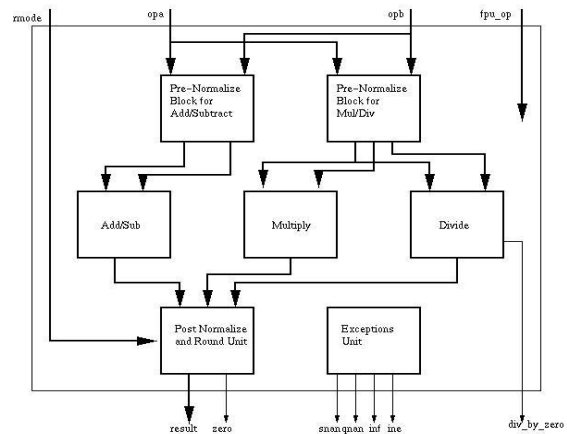 rmode opa opb fpu_op
Pre-Normalize
Block for
Add/Subtract
Pre-Normalize
Block for
Mul/Div
Add/Sub
Multiply
Divide
Post Normalize
and Round Unit
Exceptions
Unit
result zero snan qnan inf ine div_by_zero